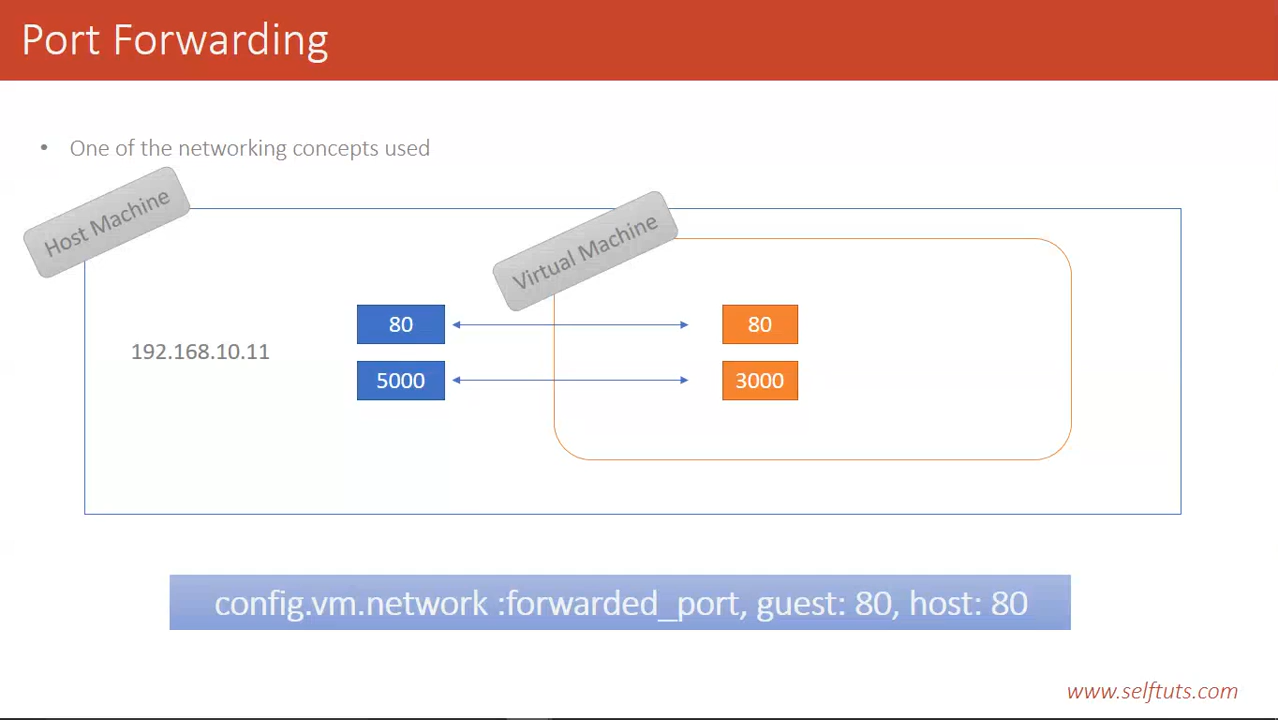 Port Forwarding
• One of the networking concepts used
Host Machine
Virtual Machine
80
80
192.168.10.11
5000
3000
config.vm.network :forwarded_port, guest: 80, host: 80
www.selftuts.com